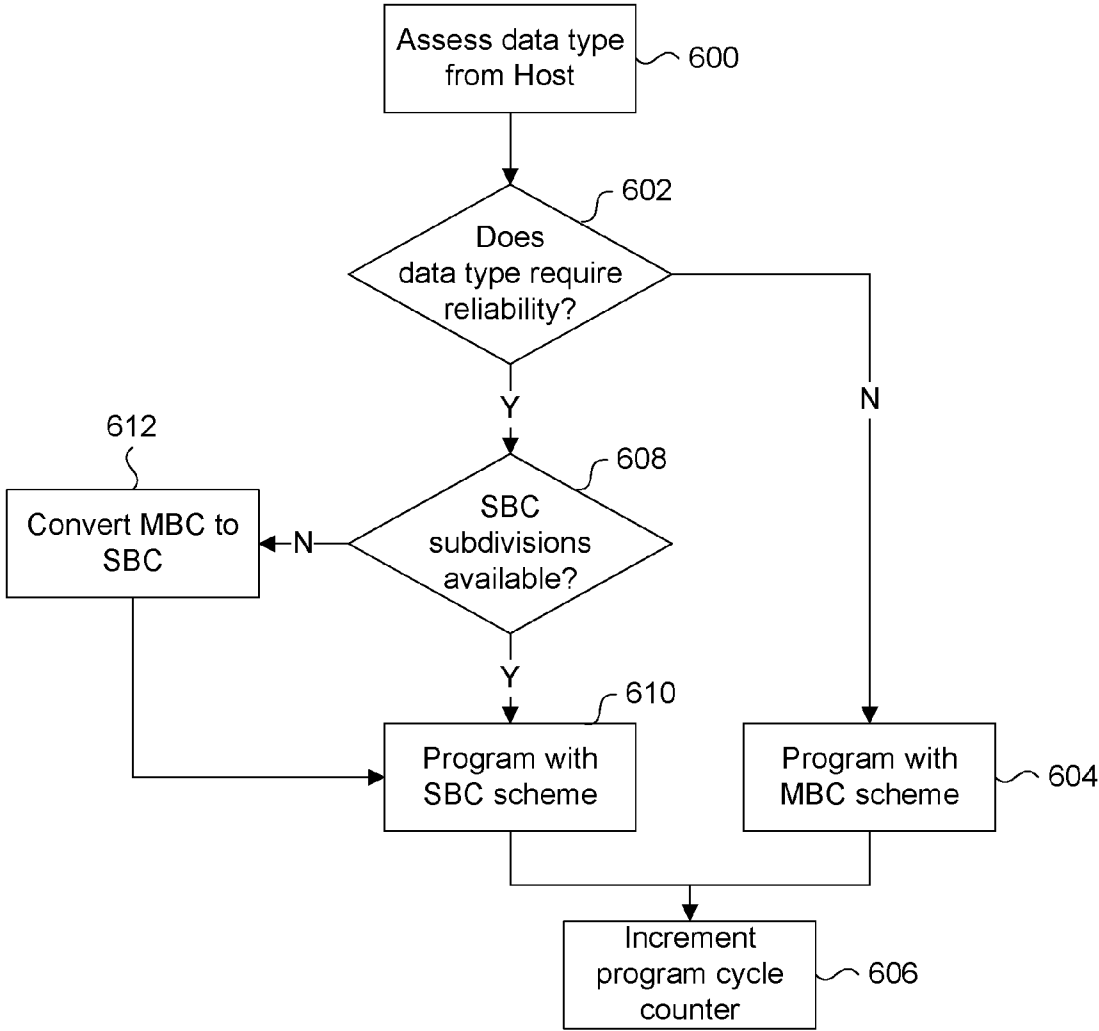 Assess data type
from Host
600
602
Does
data type require
reliability?
N
Y
612
608
Convert MBC to
SBC
N
SBC
subdivisions
available?
Y
610
Program with
SBC scheme
Program with
MBC scheme
604
Increment
program cycle
counter
606